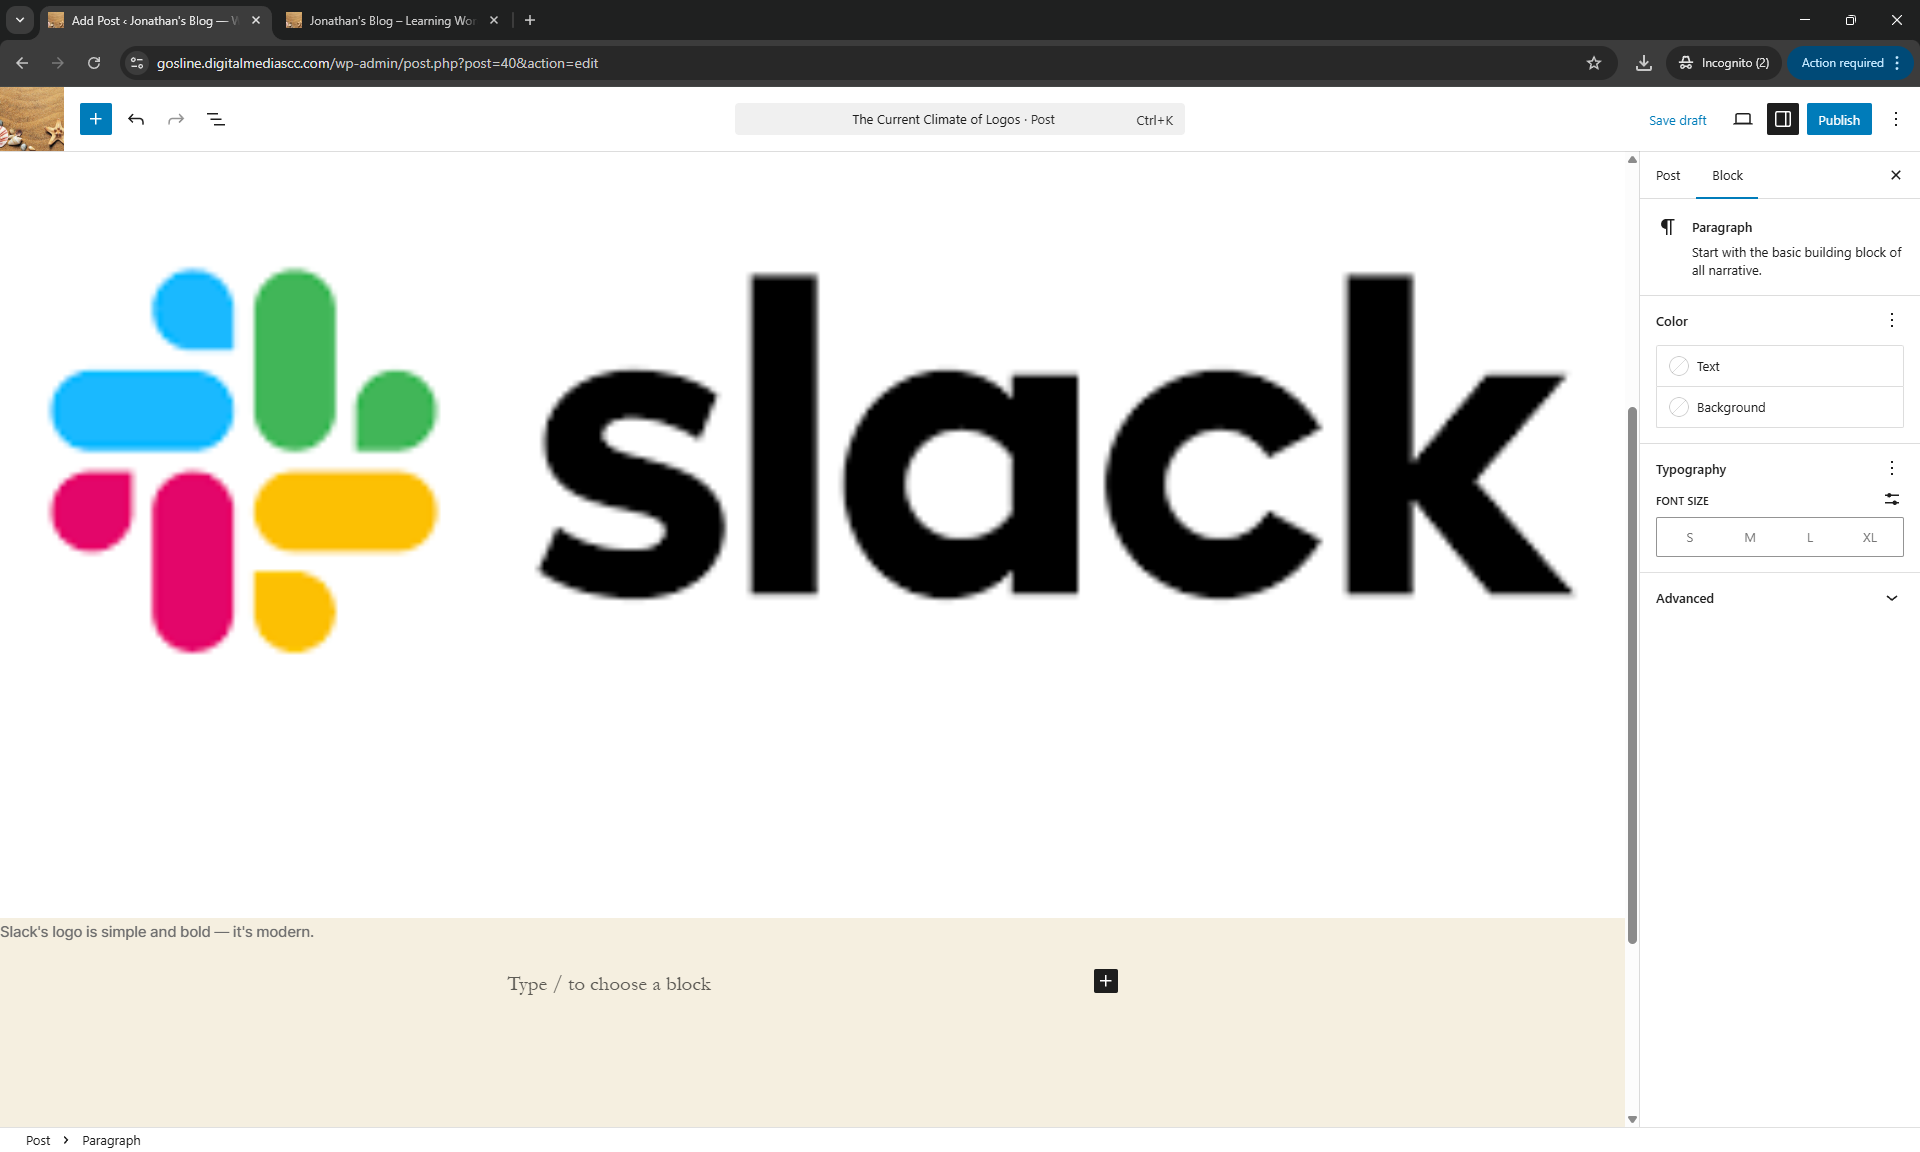 Add Post ‹ Jonathan's Blog —
Jonathan's Blog – Learning Wo
gosline.digitalmediascc.com/wp-admin/post.php?post=40&action=edit
Incognito (2)
Action required
The Current Climate of Logos · Post
Ctrl+K
Save draft
Publish
Post
Block
Paragraph
Start with the basic building block of
all narrative.
Color
Text
Background
Typography
FONT SIZE
S M L XL
Advanced
slack
Slack's logo is simple and bold — it's modern.
Type / to choose a block
Post > Paragraph